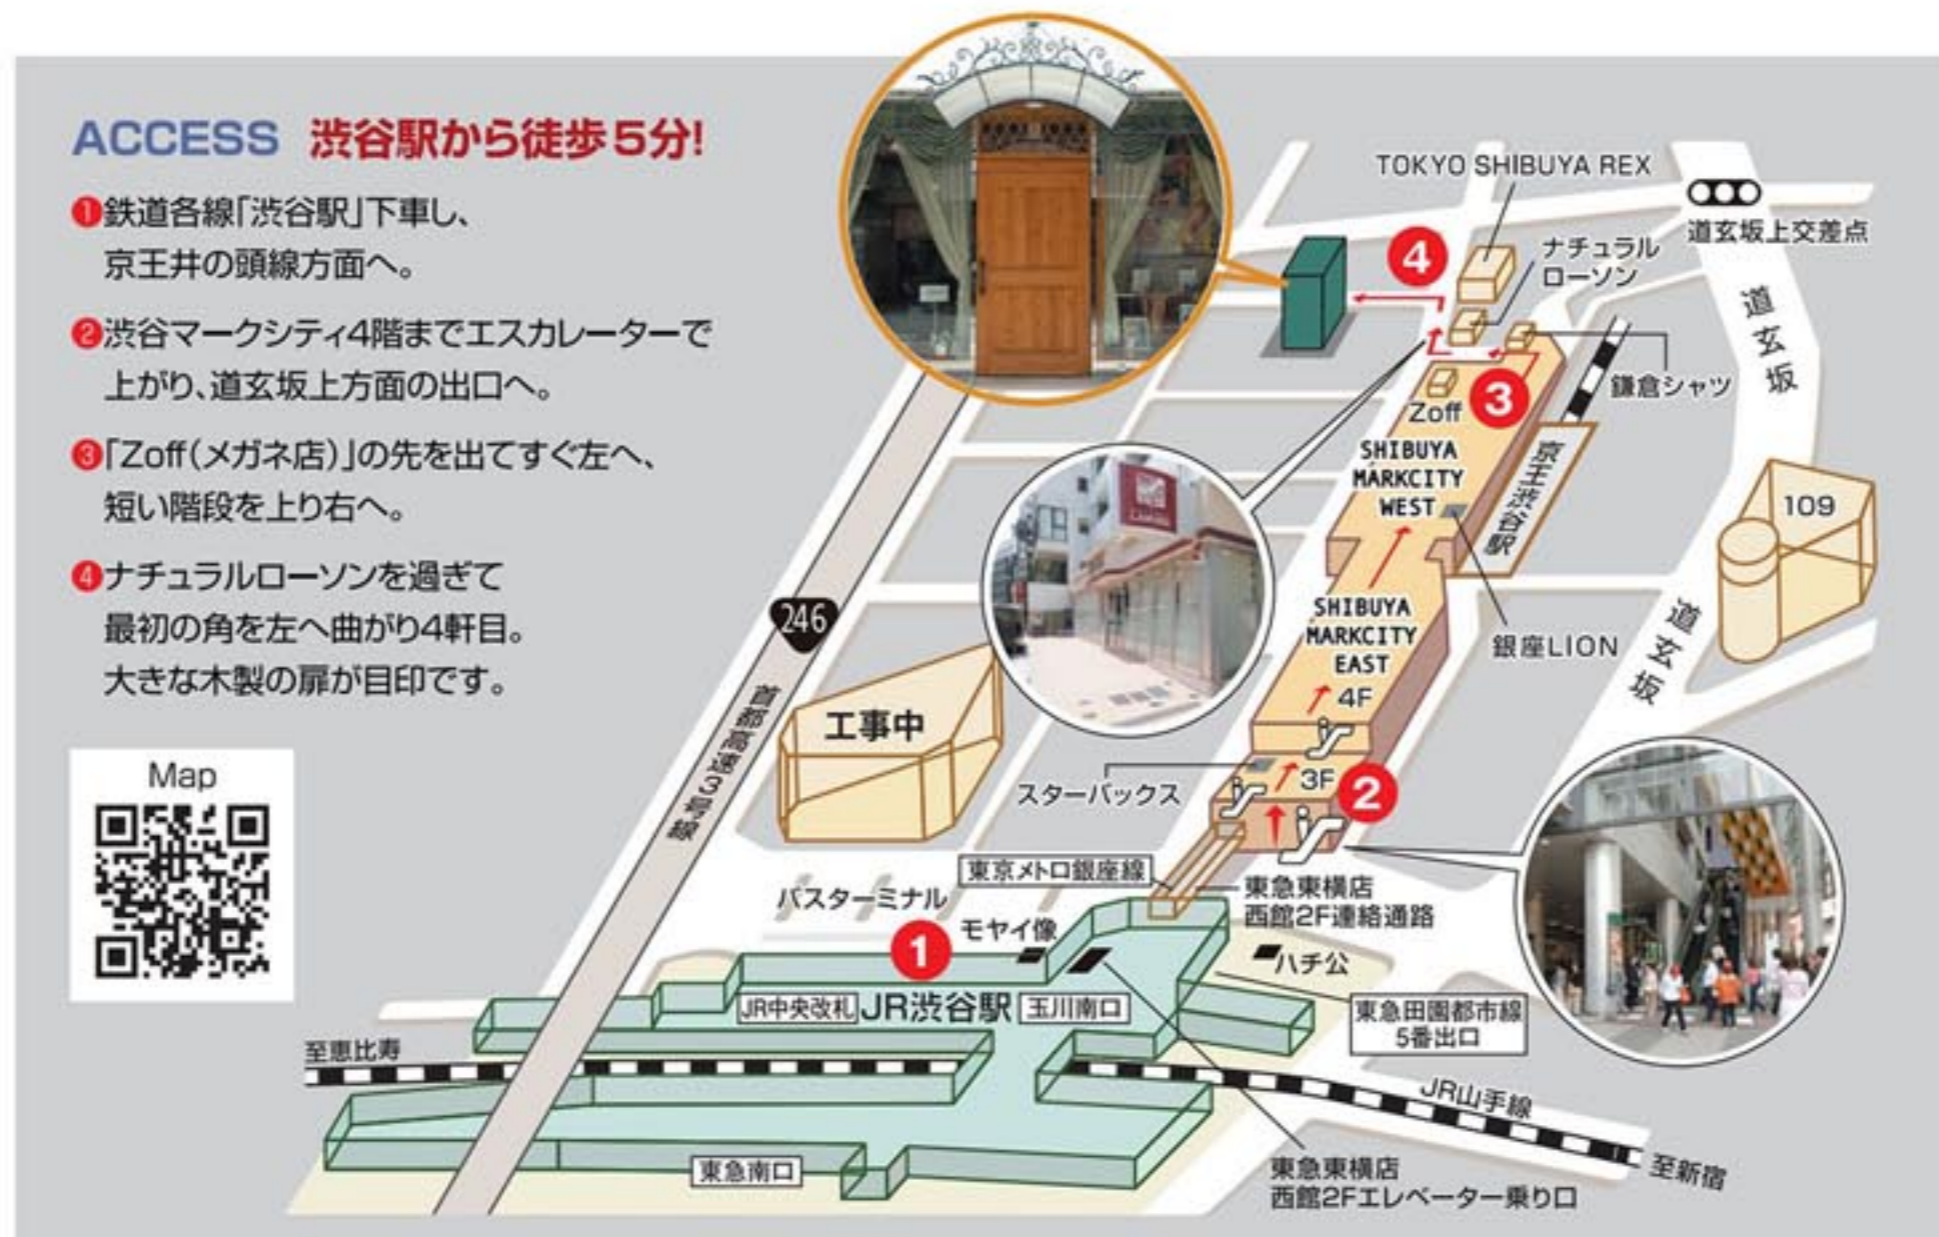 ACCESS 渋谷駅から徒歩5分!
❶鉄道各線「渋谷駅」下車し、
京王井の頭線方面へ。
❷渋谷マークシティ4階までエスカレーターで
上がり、道玄坂上方面の出口へ。
❸「Zoff(メガネ店)」の先を出てすぐ左へ、
短い階段を上り右へ。
❹ナチュラルローソンを過ぎて
最初の角を左へ曲がり4軒目。
大きな木製の扉が目印です。
Map
TOKYO SHIBUYA REX
道玄坂上交差点
ナチュラル
ローソン
4
道玄坂
鎌倉シャツ
3
Zoff
SHIBUYA
MARKCITY
WEST
京王渋谷駅
109
246
SHIBUYA
MARKCITY
EAST
銀座LION
道玄坂
4F
首都高速3号線
工事中
スターバックス
3F
2
東京メトロ銀座線
東急東横店
西館2F連絡通路
バスターミナル
モヤイ像
1
ハチ公
JR中央改札
JR渋谷駅
玉川南口
東急田園都市線
5番出口
至恵比寿
JR山手線
東急南口
東急東横店
西館2Fエレベーター乗り口
至新宿